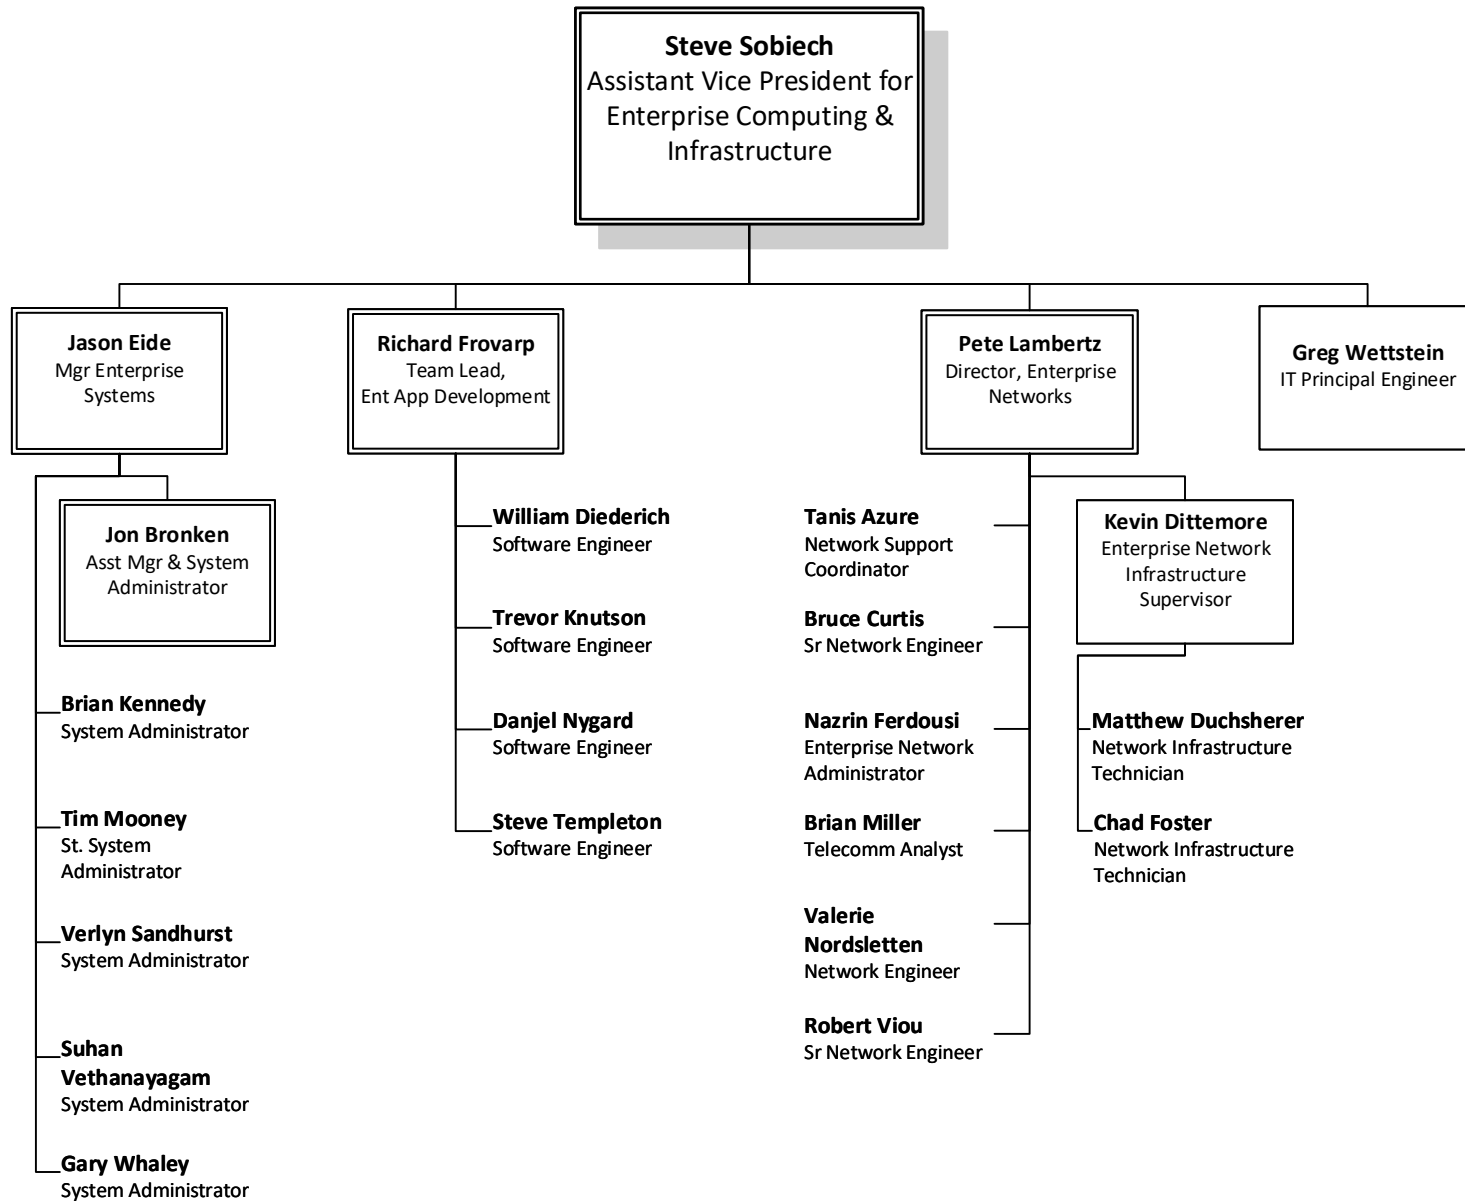 Steve Sobiech
Assistant Vice President for
Enterprise Computing &
Infrastructure
Jason Eide
Mgr Enterprise
Systems
Richard Frovarp
Team Lead,
Ent App Development
Pete Lambertz
Director, Enterprise
Networks
Greg Wettstein
IT Principal Engineer
Jon Bronken
Asst Mgr & System
Administrator
Brian Kennedy
System Administrator
Tim Mooney
St. System
Administrator
Verlyn Sandhurst
System Administrator
Suhan
Vethanayagam
System Administrator
Gary Whaley
System Administrator
William Diederich
Software Engineer
Trevor Knutson
Software Engineer
Danjel Nygard
Software Engineer
Steve Templeton
Software Engineer
Tanis Azure
Network Support
Coordinator
Bruce Curtis
Sr Network Engineer
Nazrin Ferdousi
Enterprise Network
Administrator
Brian Miller
Telecomm Analyst
Valerie
Nordsletten
Network Engineer
Robert Viou
Sr Network Engineer
Kevin Dittemore
Enterprise Network
Infrastructure
Supervisor
Matthew Duchsherer
Network Infrastructure
Technician
Chad Foster
Network Infrastructure
Technician